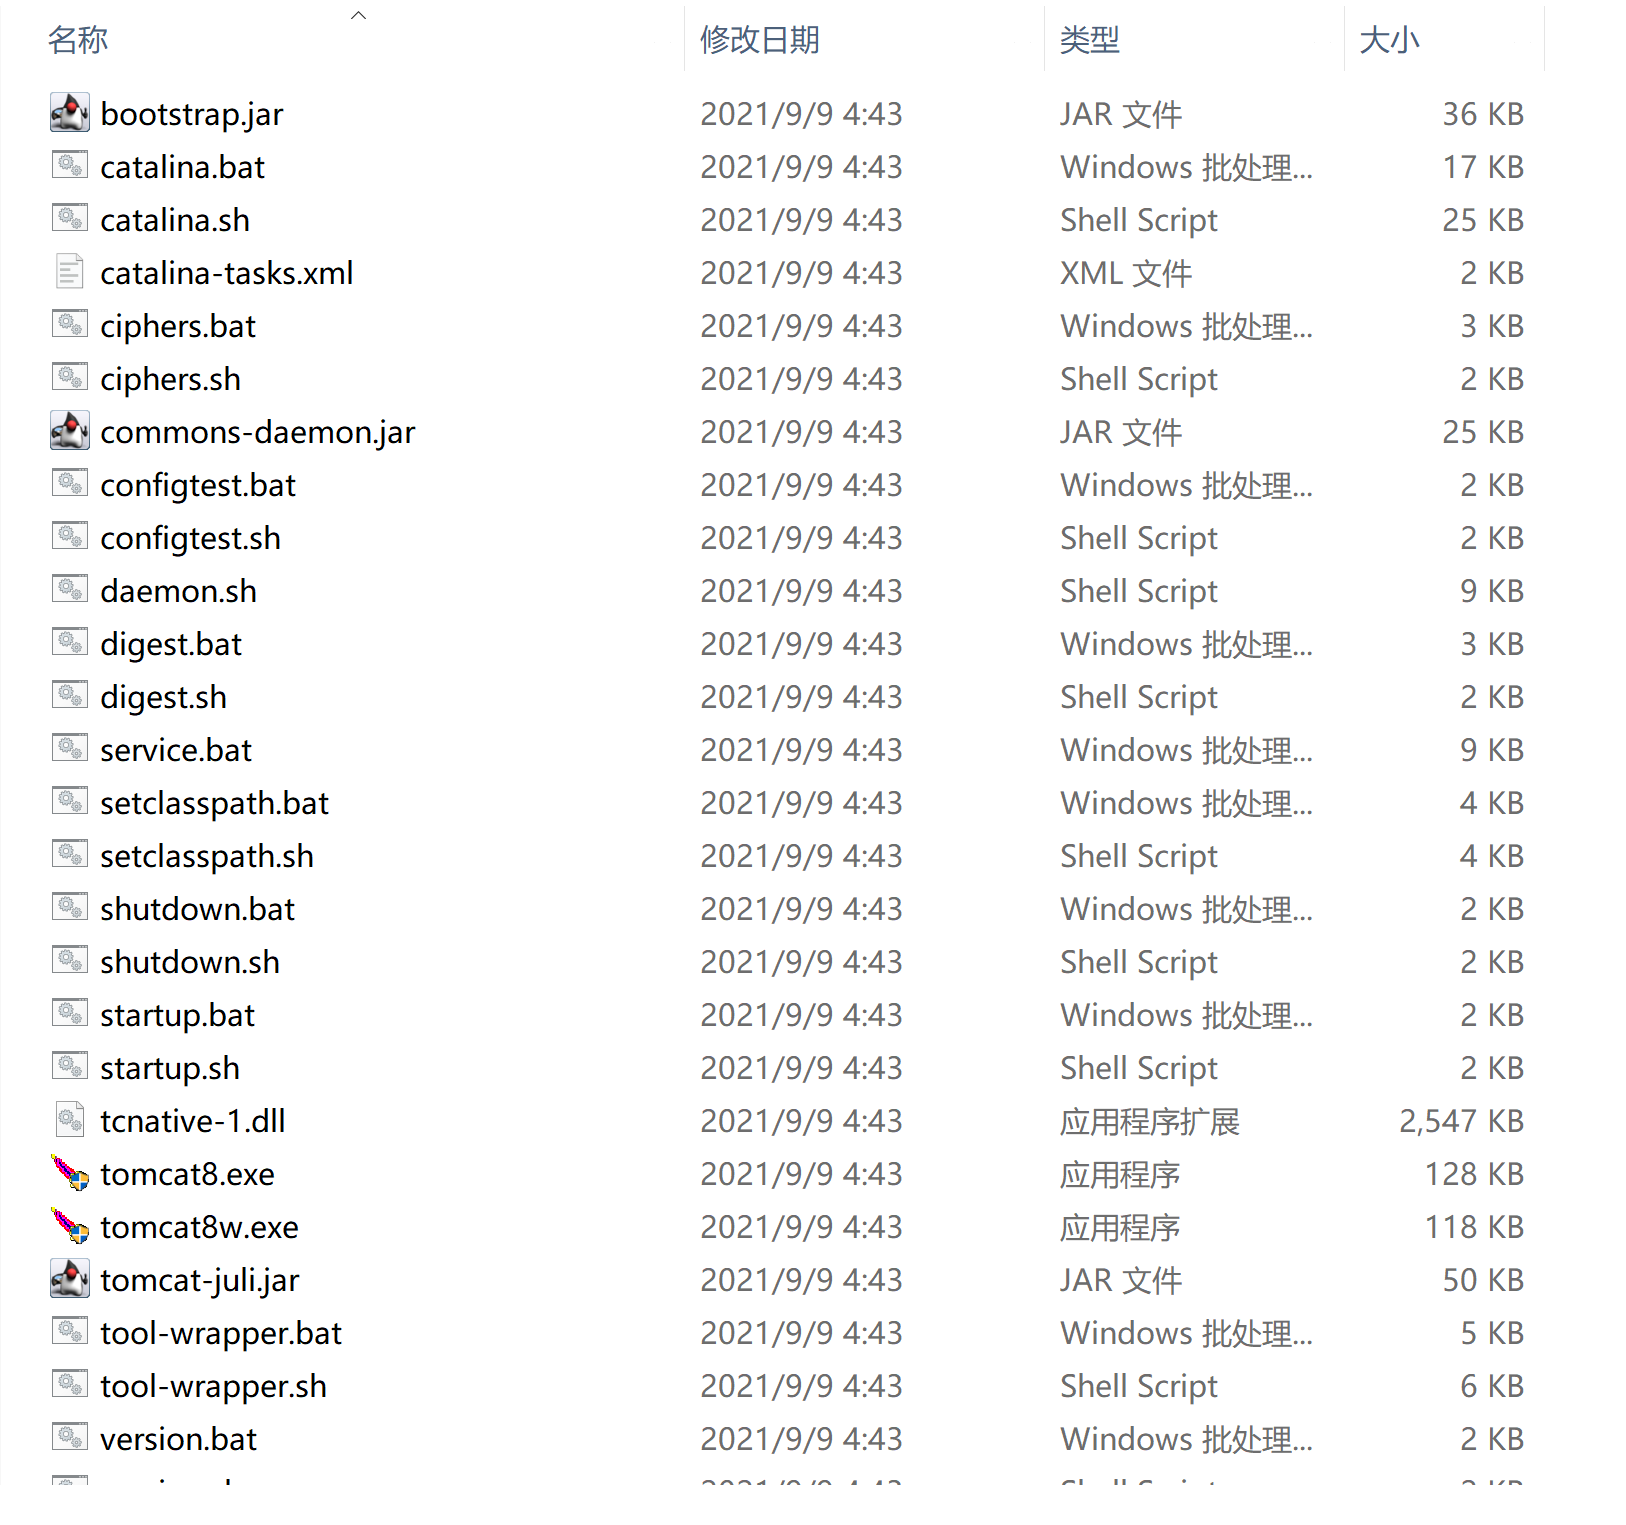 名称 修改日期 类型 大小
bootstrap.jar 2021/9/9 4:43 JAR 文件 36 KB
catalina.bat 2021/9/9 4:43 Windows 批处理... 17 KB
catalina.sh 2021/9/9 4:43 Shell Script 25 KB
catalina-tasks.xml 2021/9/9 4:43 XML 文件 2 KB
ciphers.bat 2021/9/9 4:43 Windows 批处理... 3 KB
ciphers.sh 2021/9/9 4:43 Shell Script 2 KB
commons-daemon.jar 2021/9/9 4:43 JAR 文件 25 KB
configtest.bat 2021/9/9 4:43 Windows 批处理... 2 KB
configtest.sh 2021/9/9 4:43 Shell Script 2 KB
daemon.sh 2021/9/9 4:43 Shell Script 9 KB
digest.bat 2021/9/9 4:43 Windows 批处理... 3 KB
digest.sh 2021/9/9 4:43 Shell Script 2 KB
service.bat 2021/9/9 4:43 Windows 批处理... 9 KB
setclasspath.bat 2021/9/9 4:43 Windows 批处理... 4 KB
setclasspath.sh 2021/9/9 4:43 Shell Script 4 KB
shutdown.bat 2021/9/9 4:43 Windows 批处理... 2 KB
shutdown.sh 2021/9/9 4:43 Shell Script 2 KB
startup.bat 2021/9/9 4:43 Windows 批处理... 2 KB
startup.sh 2021/9/9 4:43 Shell Script 2 KB
tcnative-1.dll 2021/9/9 4:43 应用程序扩展 2,547 KB
tomcat8.exe 2021/9/9 4:43 应用程序 128 KB
tomcat8w.exe 2021/9/9 4:43 应用程序 118 KB
tomcat-juli.jar 2021/9/9 4:43 JAR 文件 50 KB
tool-wrapper.bat 2021/9/9 4:43 Windows 批处理... 5 KB
tool-wrapper.sh 2021/9/9 4:43 Shell Script 6 KB
version.bat 2021/9/9 4:43 Windows 批处理... 2 KB